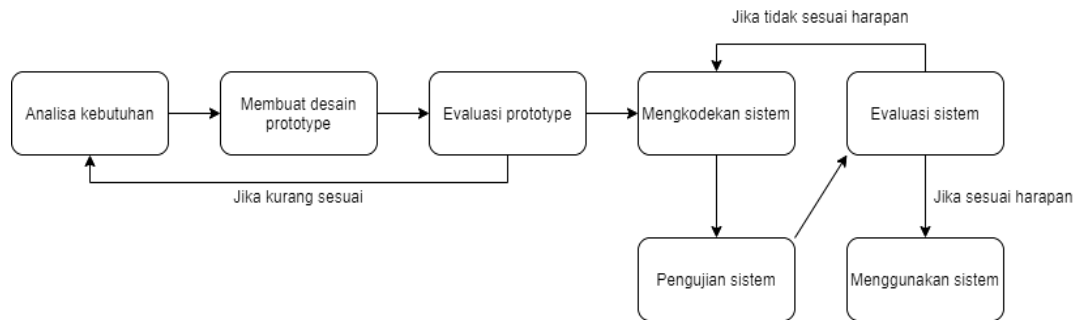 Jika tidak sesuai harapan
Analisa kebutuhan
Membuat desain
prototype
Evaluasi prototype
Mengkodekan sistem
Evaluasi sistem
Jika kurang sesuai
Jika sesuai harapan
Pengujian sistem
Menggunakan sistem